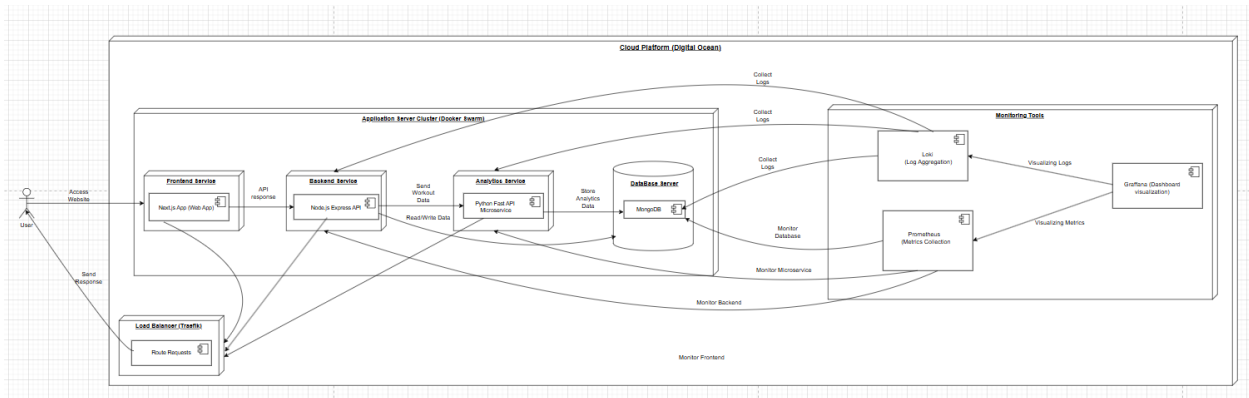 Cloud Platform (Digital Ocean)
Collect
Logs
Application Server Cluster (Docker Swarm)
Collect
Logs
Monitoring Tools
Loki
(Log Aggregation)
Collect
Logs
Visualizing Logs
Graffana (Dashboard
visualization)
Frontend Service
Next.js App (Web App)
API
response
Backend Service
Node.js Express API
Send
Workout
Data
Read/Write Data
Analytics Service
Python Fast API
Microservice
Store
Analytics
Data
DataBase Server
MongoDB
Access
Website
User
Monitor
Database
Prometheus
(Metrics Collection
Visualizing Metrics
Monitor Microservice
Send
Response
Monitor Backend
Load Balancer (Traefik)
Route Requests
Monitor Frontend